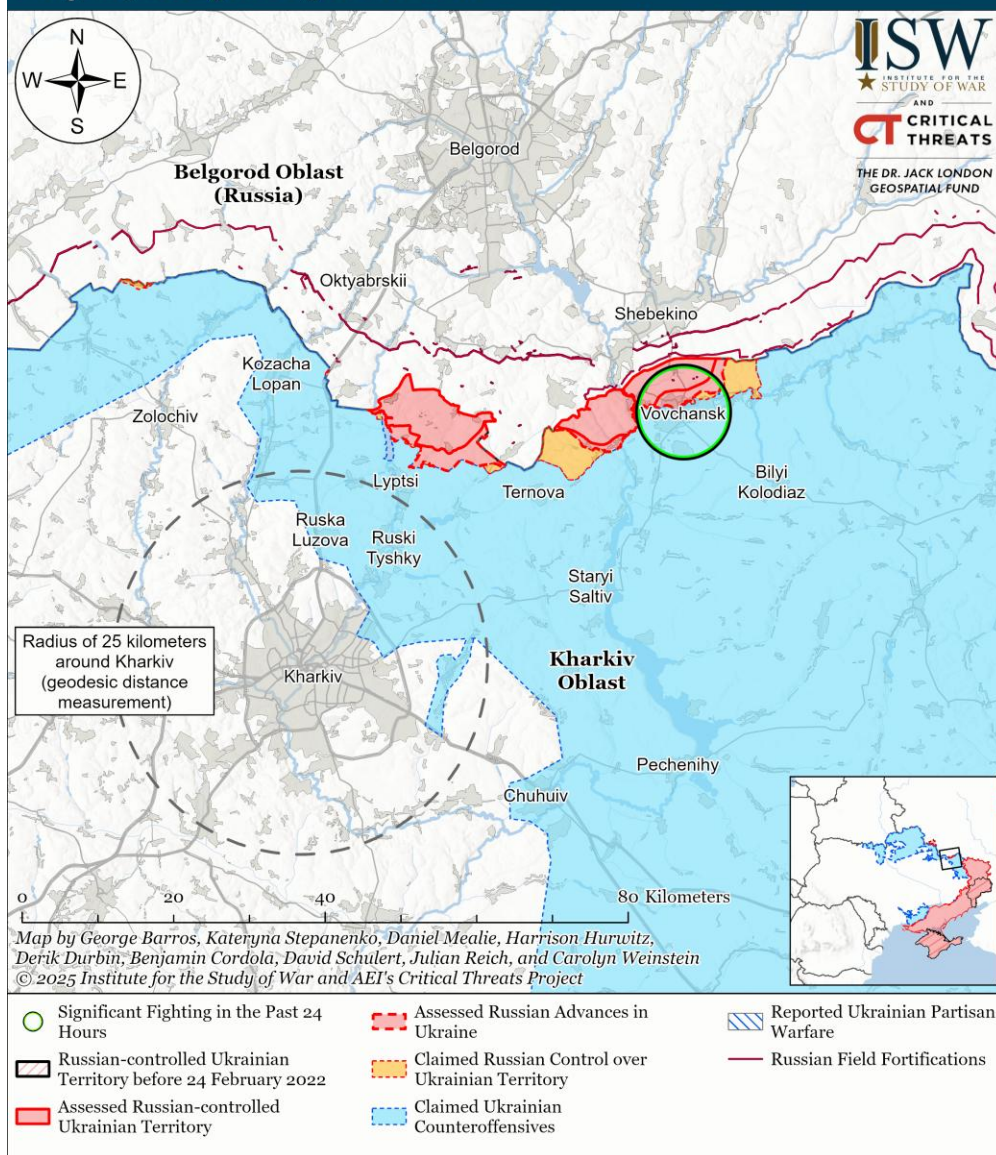 N
W E
S
ISW
INSTITUTE FOR THE
STUDY OF WAR
AND
CT CRITICAL
THREATS
THE DR. JACK LONDON
GEOSPATIAL FUND
Belgorod
Belgorod Oblast
(Russia)
Oktyabrskii
Shebekino
Kozacha
Lopan
Zolochiv
Vovchansk
Lyptsi
Ternova
Bilyi
Kolodiaz
Ruska
Luzova
Ruski
Tyshky
Staryi
Saltiv
Radius of 25 kilometers
around Kharkiv
(geodesic distance
measurement)
Kharkiv
Kharkiv
Oblast
Pechenihy
Chuhuiv
0 20 40 80 Kilometers
Map by George Barros, Kateryna Stepanenko, Daniel Mealie, Harrison Hurwitz,
Derik Durbin, Benjamin Cordola, David Schulert, Julian Reich, and Carolyn Weinstein
© 2025 Institute for the Study of War and AEI's Critical Threats Project
Significant Fighting in the Past 24
Hours
Russian-controlled Ukrainian
Territory before 24 February 2022
Assessed Russian-controlled
Ukrainian Territory
Assessed Russian Advances in
Ukraine
Claimed Russian Control over
Ukrainian Territory
Claimed Ukrainian
Counteroffensives
Reported Ukrainian Partisan
Warfare
Russian Field Fortifications